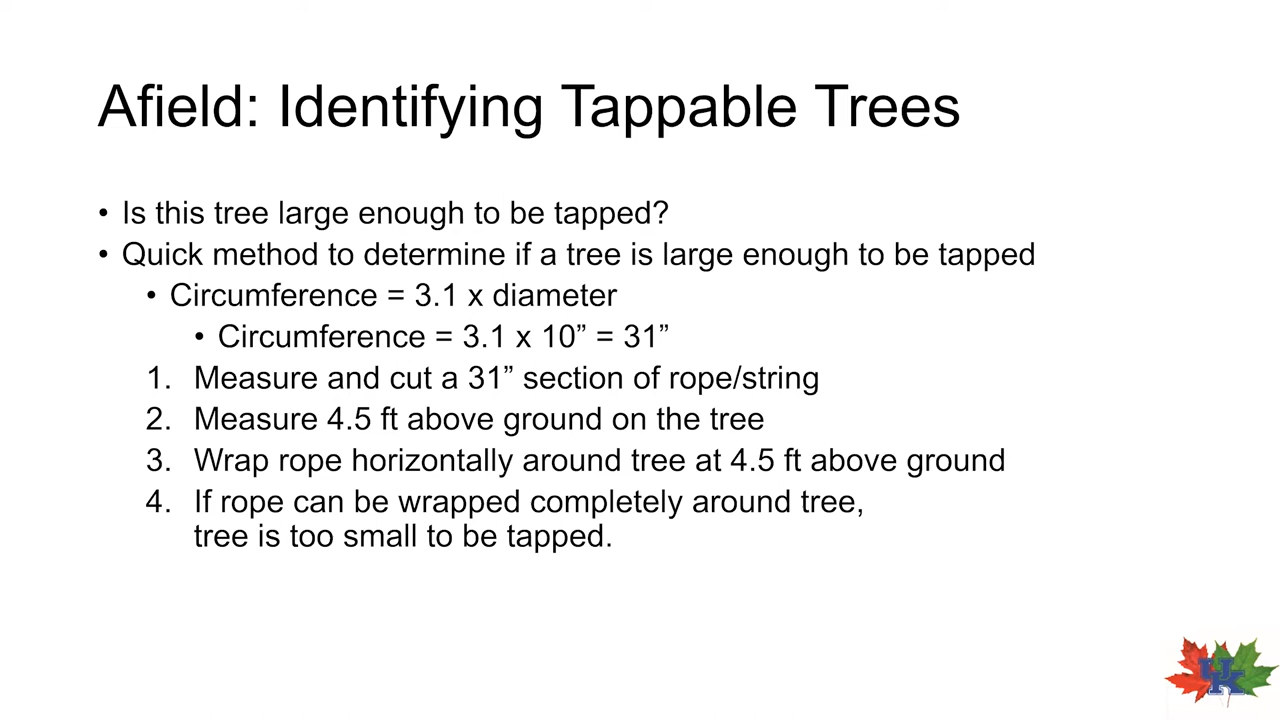 Afield: Identifying Tappable Trees
• Is this tree large enough to be tapped?
• Quick method to determine if a tree is large enough to be tapped
• Circumference = 3.1 x diameter
• Circumference = 3.1 x 10” = 31”
1. Measure and cut a 31” section of rope/string
2. Measure 4.5 ft above ground on the tree
3. Wrap rope horizontally around tree at 4.5 ft above ground
4. If rope can be wrapped completely around tree,
tree is too small to be tapped.
UK